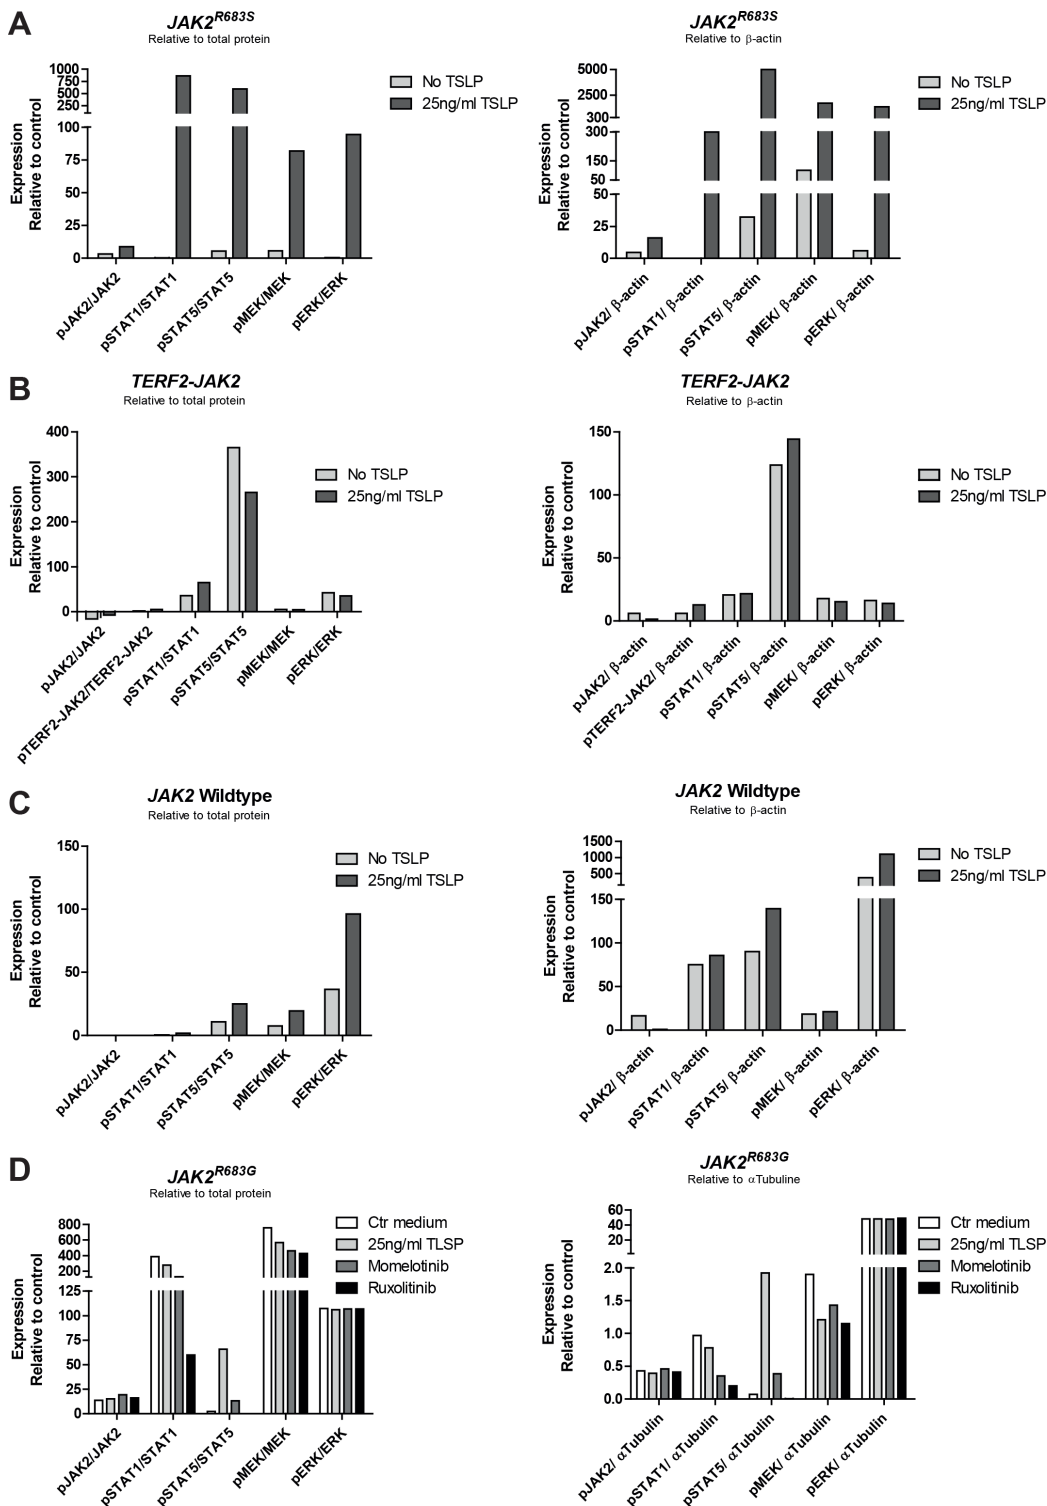 A
JAK2R683S
Relative to total protein
Expression
Relative to control
1000
750
500
250
100
75
50
25
0
pJAK2/JAK2
pSTAT1/STAT1
pSTAT5/STAT5
pMEK/MEK
pERK/ERK
No TSLP
25ng/ml TSLP
JAK2R683S
Relative to β-actin
Expression
Relative to control
5000
2500
300
300
150
50
50
25
0
pJAK2/ β-actin
pSTAT1/ β-actin
pSTAT5/ β-actin
pMEK/ β-actin
pERK/ β-actin
No TSLP
25ng/ml TSLP
B
TERF2-JAK2
Relative to total protein
Expression
Relative to control
400
300
200
100
0
pJAK2/JAK2
pTERF2-JAK2/TERF2-JAK2
pSTAT1/STAT1
pSTAT5/STAT5
pMEK/MEK
pERK/ERK
No TSLP
25ng/ml TSLP
TERF2-JAK2
Relative to β-actin
Expression
Relative to control
150
100
50
0
pJAK2/ β-actin
pTERF2-JAK2/ β-actin
pSTAT1/ β-actin
pSTAT5/ β-actin
pMEK/ β-actin
pERK/ β-actin
No TSLP
25ng/ml TSLP
C
JAK2 Wildtype
Relative to total protein
Expression
Relative to control
150
100
50
0
pJAK2/JAK2
pSTAT1/STAT1
pSTAT5/STAT5
pMEK/MEK
pERK/ERK
No TSLP
25ng/ml TSLP
JAK2 Wildtype
Relative to β-actin
Expression
Relative to control
1500
1000
500
150
100
50
0
pJAK2/ β-actin
pSTAT1/ β-actin
pSTAT5/ β-actin
pMEK/ β-actin
pERK/ β-actin
No TSLP
25ng/ml TSLP
D
JAK2R683G
Relative to total protein
Expression
Relative to control
800
600
400
200
125
100
75
50
25
0
pJAK2/JAK2
pSTAT1/STAT1
pSTAT5/STAT5
pMEK/MEK
pERK/ERK
Ctr medium
25ng/ml TLSP
Momelotinib
Ruxolitinib
JAK2R683G
Relative to αTubuline
Expression
Relative to control
60
40
20
2.0
1.5
1.0
0.5
0.0
pJAK2/ αTubulin
pSTAT1/ αTubulin
pSTAT5/ αTubulin
pMEK/ αTubulin
pERK/ αTubulin
Ctr medium
25ng/ml TLSP
Momelotinib
Ruxolitinib